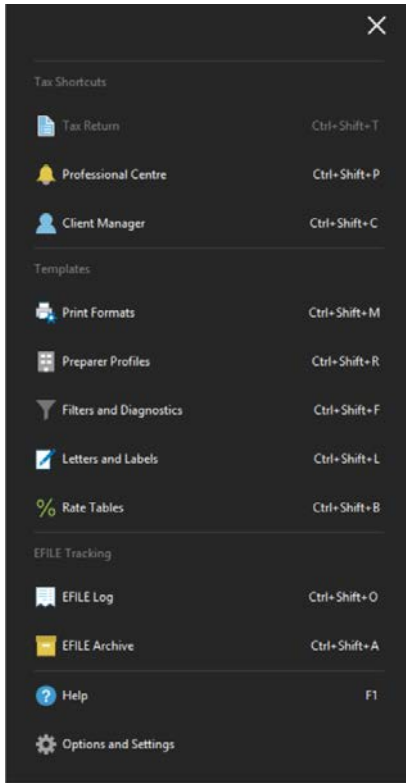 Tax Shortcuts
Tax Return Ctrl+Shift+T
Professional Centre Ctrl+Shift+P
Client Manager Ctrl+Shift+C
Templates
Print Formats Ctrl+Shift+M
Preparer Profiles Ctrl+Shift+R
Filters and Diagnostics Ctrl+Shift+F
Letters and Labels Ctrl+Shift+L
% Rate Tables Ctrl+Shift+B
EFILE Tracking
EFILE Log Ctrl+Shift+O
EFILE Archive Ctrl+Shift+A
? Help F1
Options and Settings